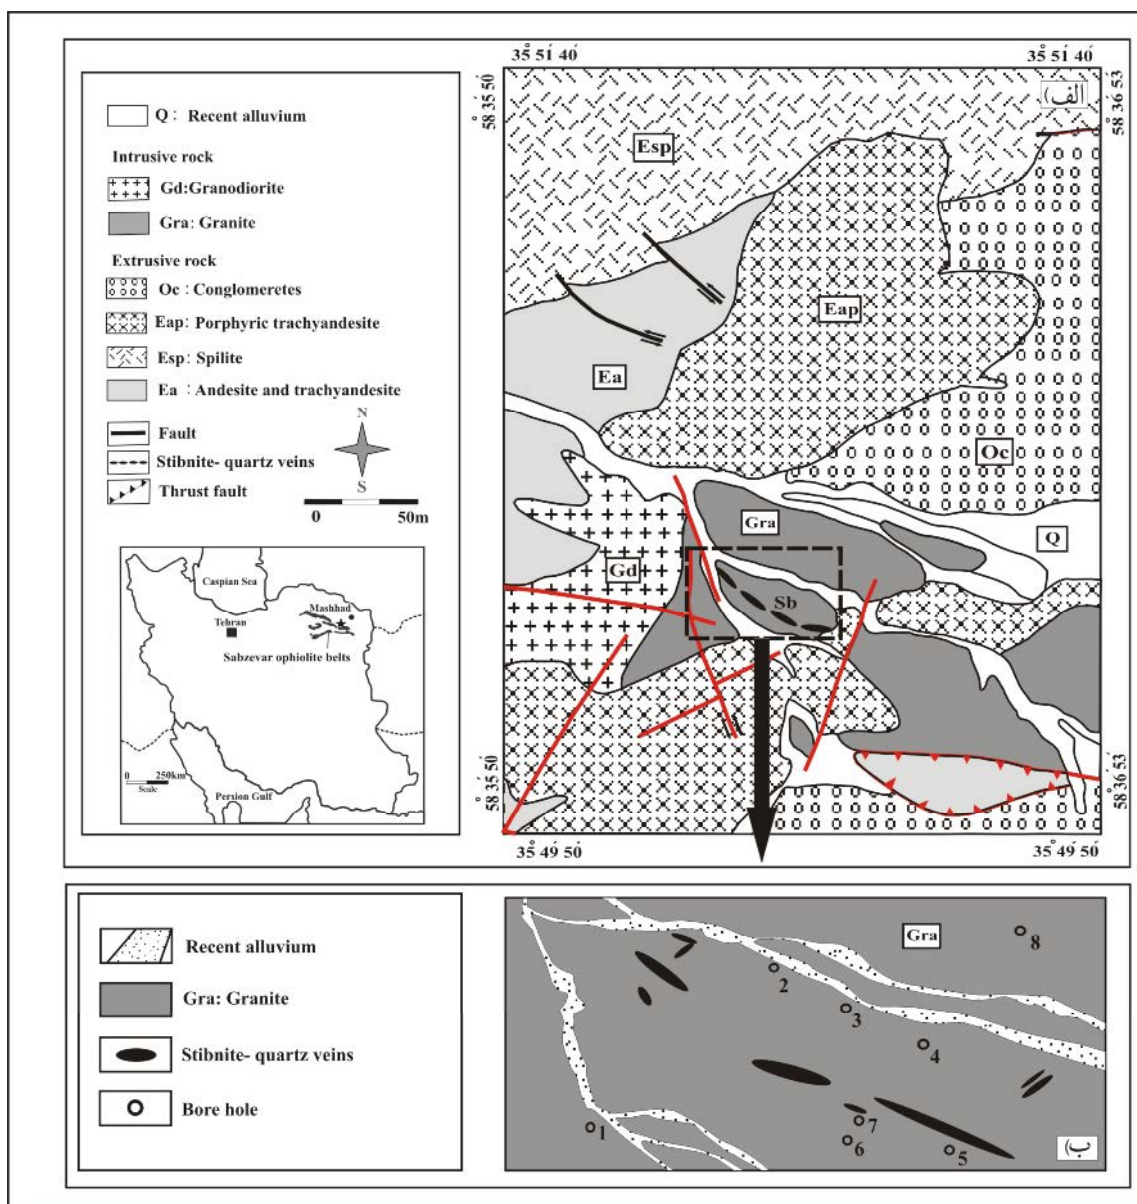 Q : Recent alluvium
Intrusive rock
Gd:Granodiorite
Gra: Granite
Extrusive rock
Oc : Conglomeretes
Eap: Porphyric trachyandesite
Esp: Spilite
Ea : Andesite and trachyandesite
Fault
Stibnite- quartz veins
Thrust fault
N
S
0 50m
Caspian Sea
Mashhad
Tehran
Sabzevar ophiolite belts
0 250km
Scale
Persion Gulf
35° 51′ 40″ 35° 51′ 40″
58° 35′ 50″
58° 36′ 53″
الف)
Esp
Eap
Ea
Oc
Gra
Q
Gd
Sb
58° 35′ 50″
58° 36′ 53″
35° 49′ 50″ 35° 49′ 50″
Recent alluvium
Gra: Granite
Stibnite- quartz veins
Bore hole
Gra
8
2
3
4
7
1
6
5
ب)